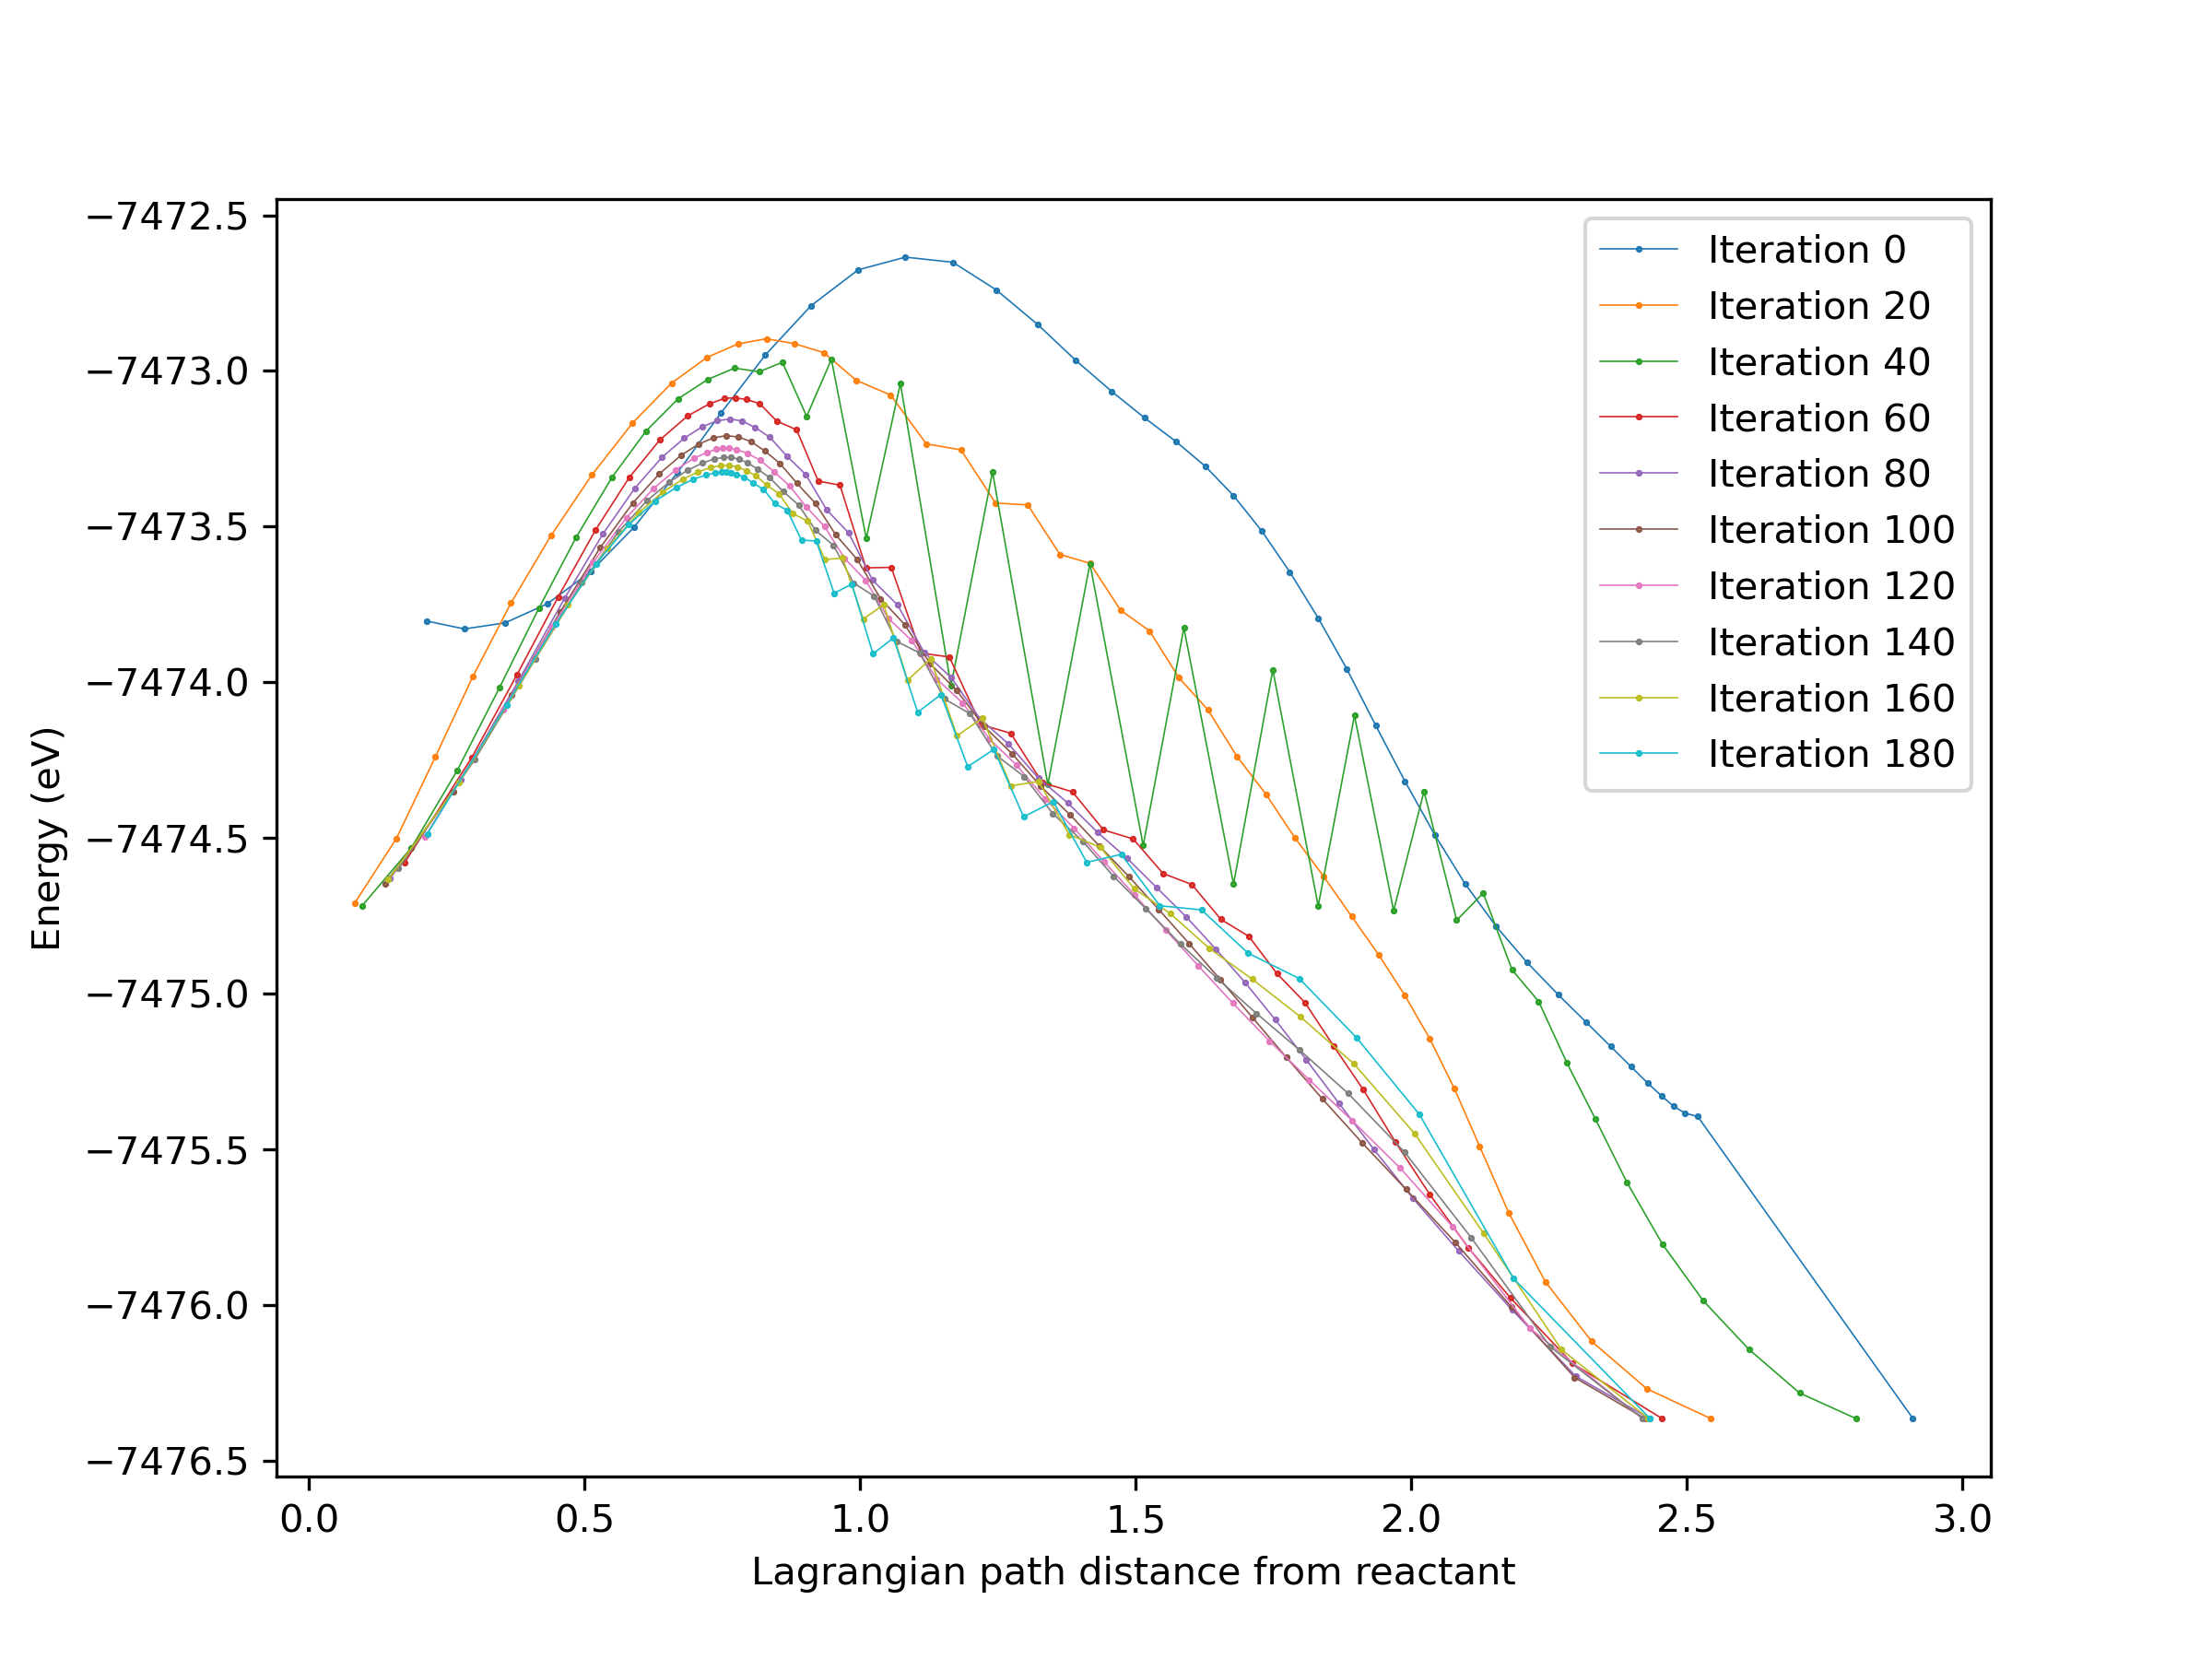 −7472.5
−7473.0
−7473.5
−7474.0
−7474.5
−7475.0
−7475.5
−7476.0
−7476.5
Energy (eV)
0.0 0.5 1.0 1.5 2.0 2.5 3.0
Lagrangian path distance from reactant
Iteration 0
Iteration 20
Iteration 40
Iteration 60
Iteration 80
Iteration 100
Iteration 120
Iteration 140
Iteration 160
Iteration 180